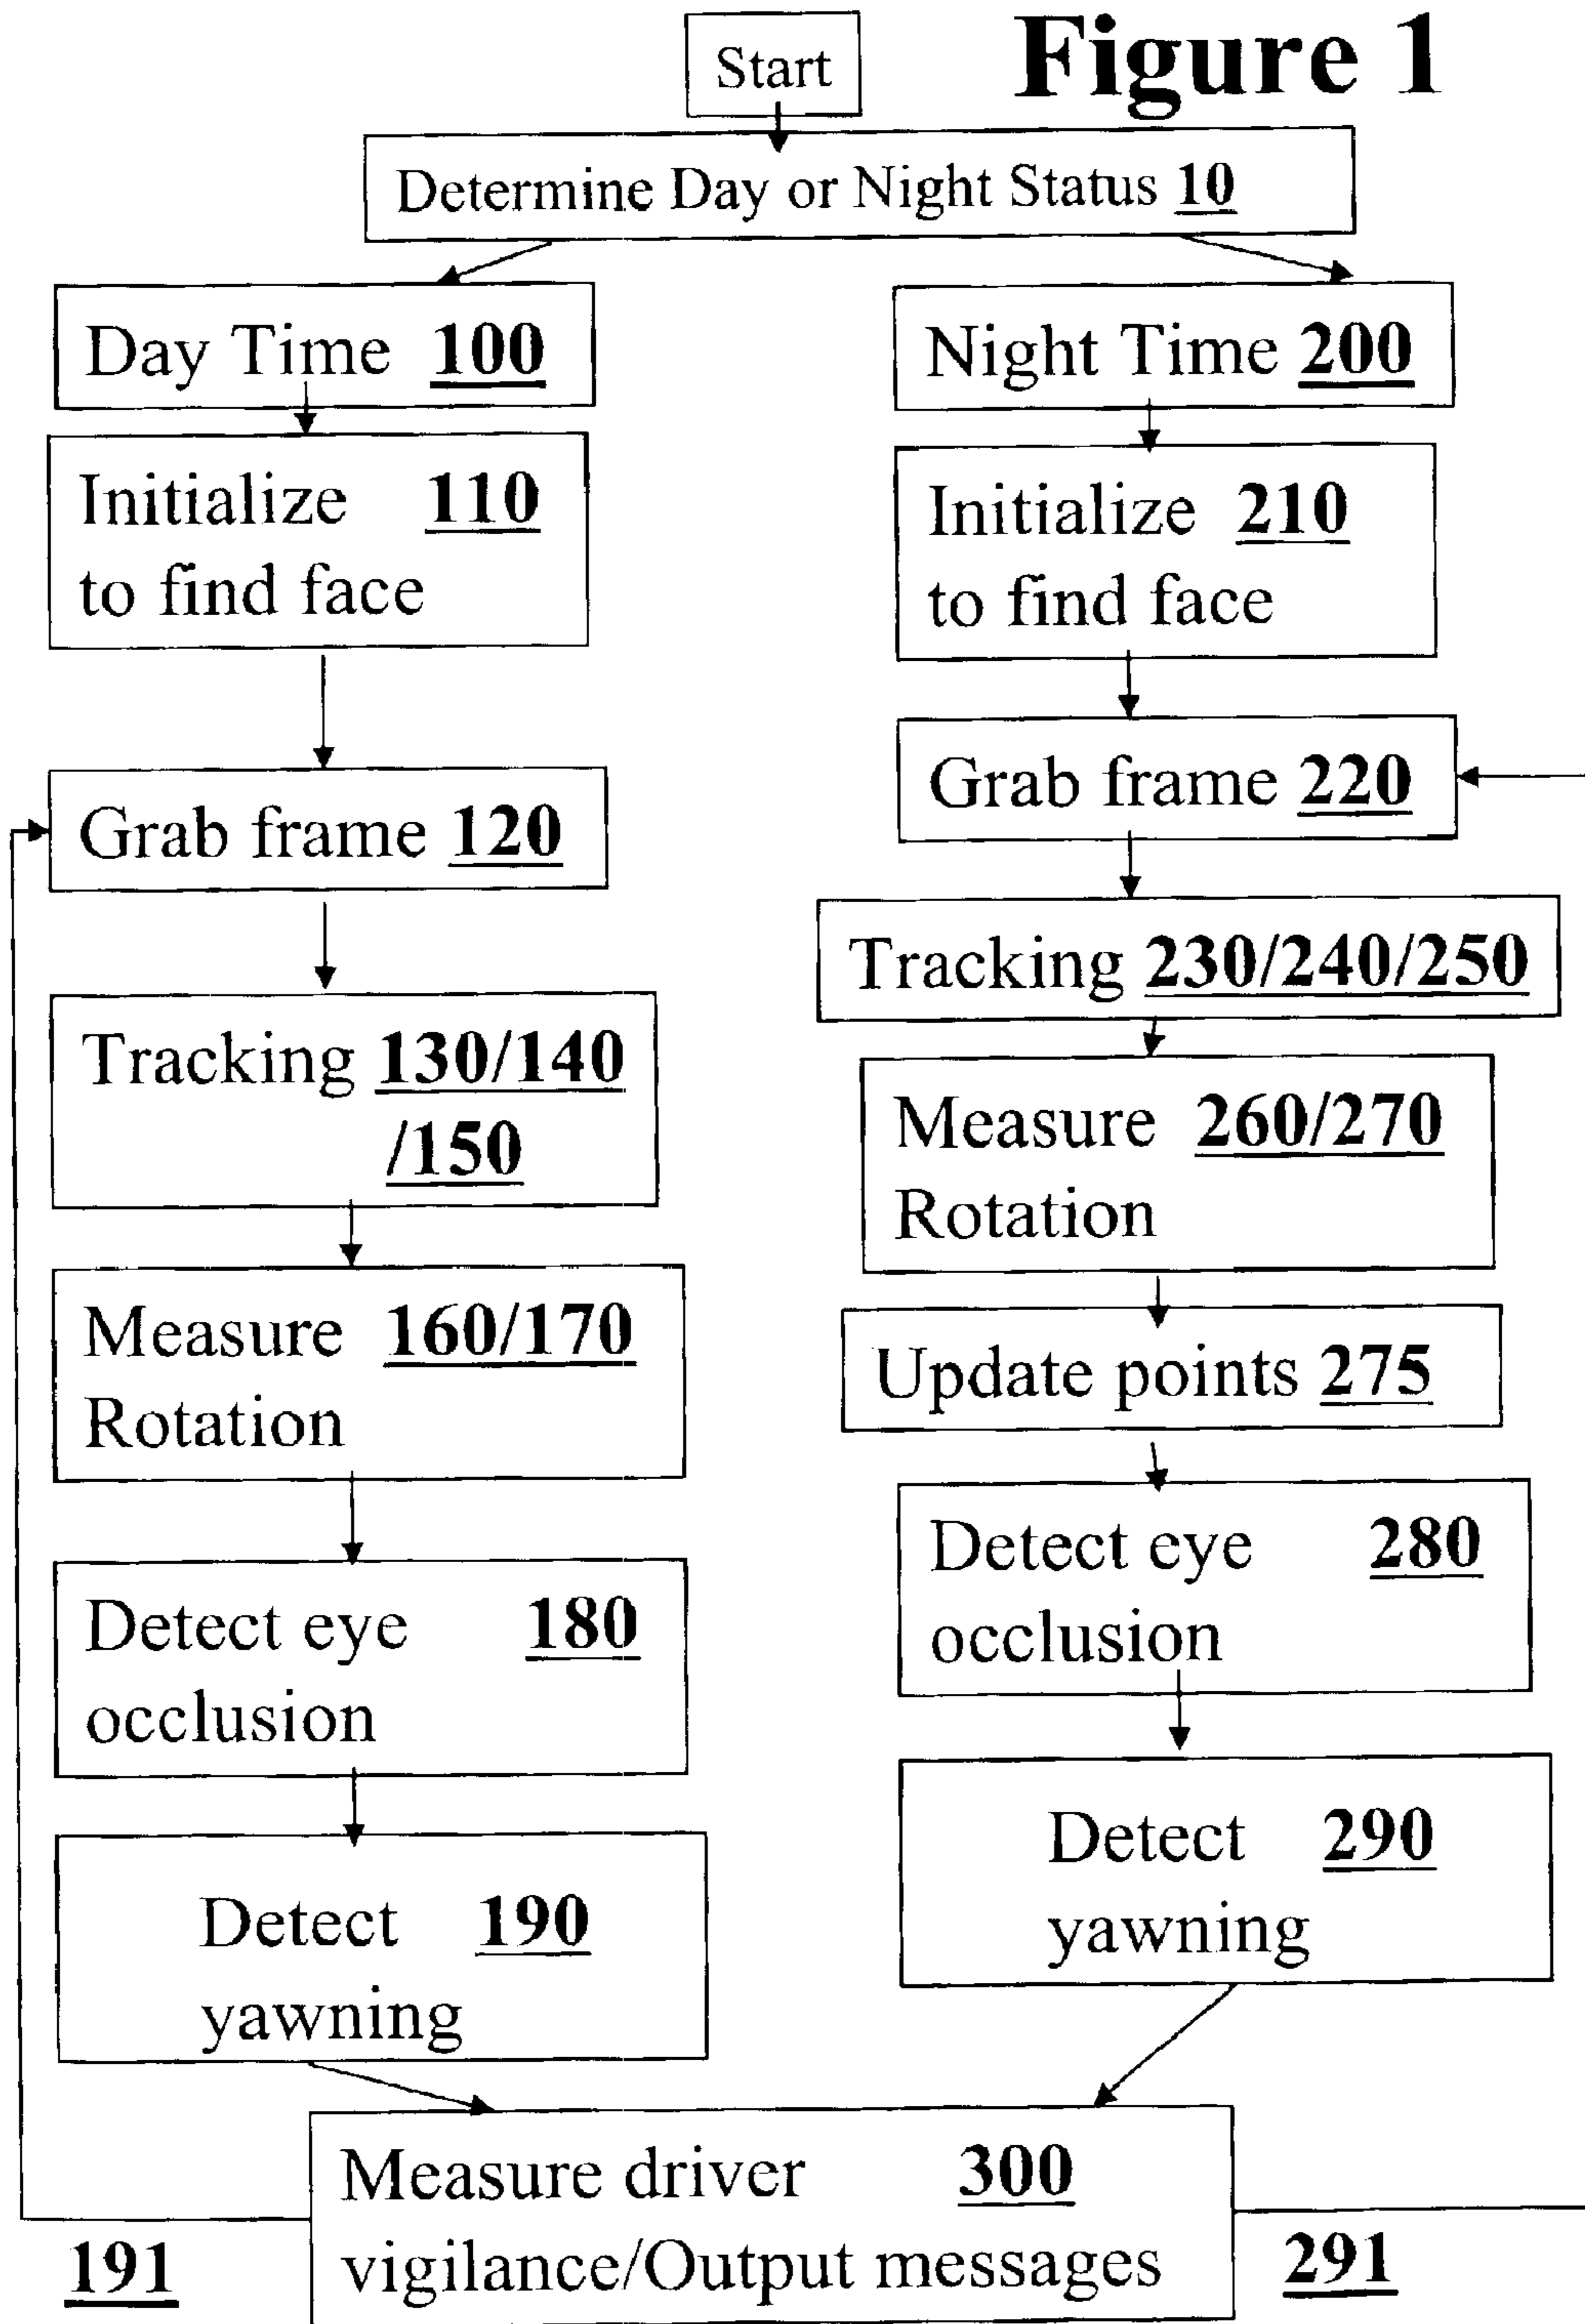 Figure 1
Start
Determine Day or Night Status 10
Day Time 100
Initialize 110
to find face
Grab frame 120
Tracking 130/140
/150
Measure 160/170
Rotation
Detect eye 180
occlusion
Detect 190
yawning
Night Time 200
Initialize 210
to find face
Grab frame 220
Tracking 230/240/250
Measure 260/270
Rotation
Update points 275
Detect eye 280
occlusion
Detect 290
yawning
Measure driver 300
vigilance/Output messages
191
291